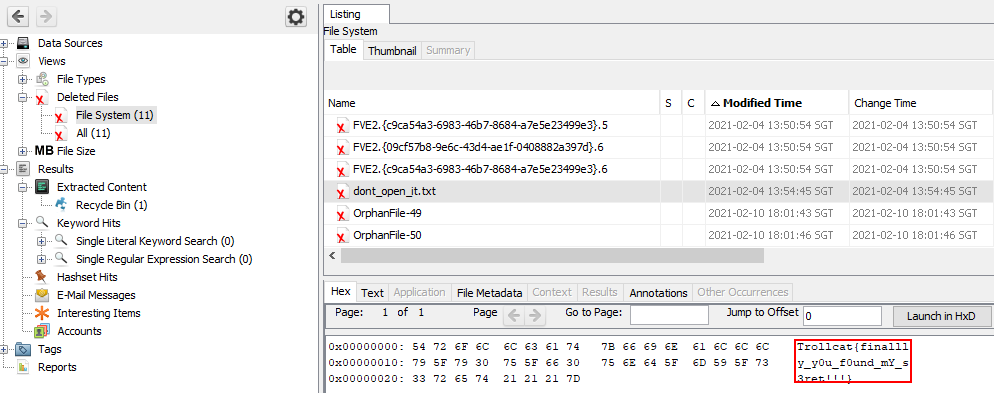 Data Sources
Views
File Types
Deleted Files
File System (11)
All (11)
MB File Size
Results
Extracted Content
Recycle Bin (1)
Keyword Hits
Single Literal Keyword Search (0)
Single Regular Expression Search (0)
Hashset Hits
E-Mail Messages
Interesting Items
Accounts
Tags
Reports
Listing
File System
Table Thumbnail Summary
Name S C Modified Time Change Time
FVE2.{c9ca54a3-6983-46b7-8684-a7e5e23499e3}.5 2021-02-04 13:50:54 SGT 2021-02-04 13:50:54 SGT
FVE2.{09cf57b8-9e6c-43d4-ae1f-0408882a397d}.6 2021-02-04 13:50:54 SGT 2021-02-04 13:50:54 SGT
FVE2.{c9ca54a3-6983-46b7-8684-a7e5e23499e3}.6 2021-02-04 13:50:54 SGT 2021-02-04 13:50:54 SGT
dont_open_it.txt 2021-02-04 13:54:45 SGT 2021-02-04 13:54:45 SGT
OrphanFile-49 2021-02-10 18:01:43 SGT 2021-02-10 18:01:43 SGT
OrphanFile-50 2021-02-10 18:01:46 SGT 2021-02-10 18:01:46 SGT
Hex Text Application File Metadata Context Results Annotations Other Occurrences
Page: 1 of 1 Page Go to Page: Jump to Offset 0 Launch in HxD
0x00000000: 54 72 6F 6C 6C 63 61 74 7B 66 69 6E 61 6C 6C 6C Trollcat{finalll
0x00000010: 79 5F 79 30 75 5F 66 30 75 6E 64 5F 6D 59 5F 73 y_y0u_f0und_mY_s
0x00000020: 33 72 65 74 21 21 21 7D 3ret!!!}